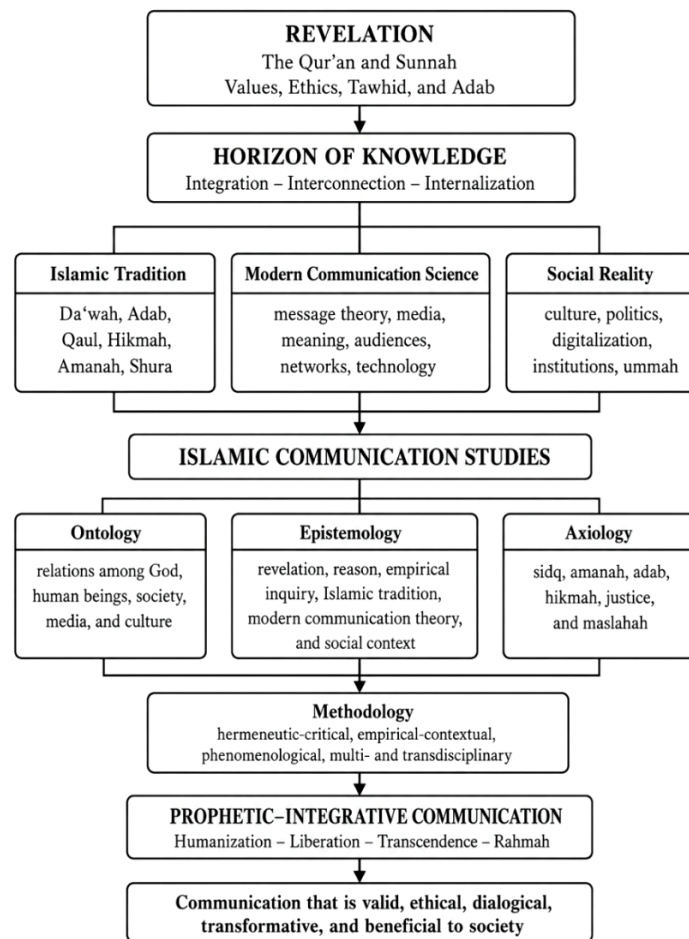 REVELATION
The Qur’an and Sunnah
Values, Ethics, Tawhid, and Adab
HORIZON OF KNOWLEDGE
Integration – Interconnection – Internalization
Islamic Tradition
Da‘wah, Adab,
Qaul, Hikmah,
Amanah, Shura
Modern Communication Science
message theory, media,
meaning, audiences,
networks, technology
Social Reality
culture, politics,
digitalization,
institutions, ummah
ISLAMIC COMMUNICATION STUDIES
Ontology
relations among God,
human beings, society,
media, and culture
Epistemology
revelation, reason, empirical
inquiry, Islamic tradition,
modern communication theory,
and social context
Axiology
sidq, amanah, adab,
hikmah, justice,
and maslahah
Methodology
hermeneutic-critical, empirical-contextual,
phenomenological, multi- and transdisciplinary
PROPHETIC–INTEGRATIVE COMMUNICATION
Humanization – Liberation – Transcendence – Rahmah
Communication that is valid, ethical, dialogical,
transformative, and beneficial to society